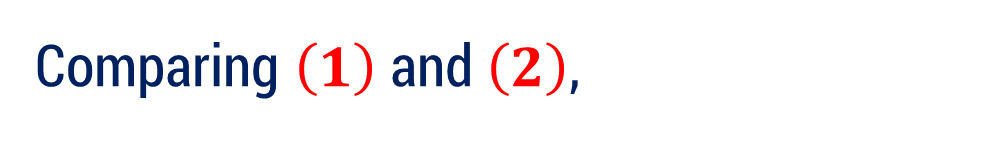 Comparing (1) and (2),